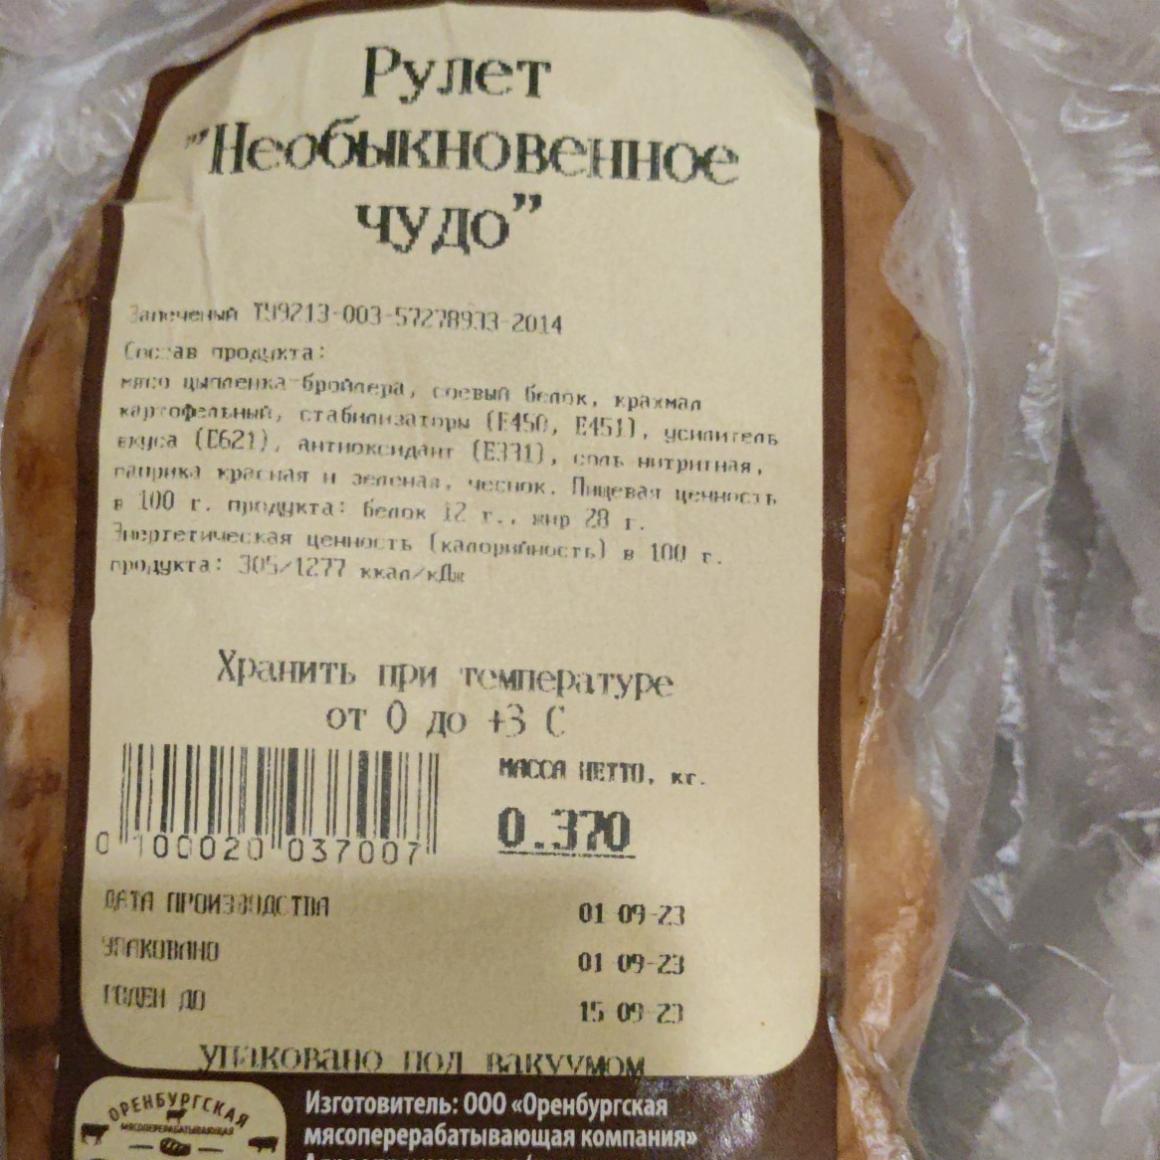 Рулет
"Необыкновенное
чудо"
Запеченый ТУ9213-003-57278933-2014
Состав продукта:
мясо цыпленка-бройлера, соевый белок, крахмал
картофельный, стабилизаторы (Е450, Е451), усилитель
вкуса (Е621), антиоксидант (Е331), соль нитритная,
паприка красная и зеленая, чеснок. Пищевая ценность
в 100 г. продукта: белок 12 г., жир 28 г.
Энергетическая ценность (калорийность) в 100 г.
продукта: 305/1277 ккал/кДж
Хранить при температуре
от 0 до +3 С
МАССА НЕТТО, кг.
0.370
0 100020 037007
ДАТА ПРОИЗВОДСТВА 01-09-23
УПАКОВАНО 01-09-23
ГОДЕН ДО 15-09-23
упаковано под вакуумом
ОРЕНБУРГСКАЯ
МЯСОПЕРЕРАБАТЫВАЮЩАЯ
Изготовитель: ООО «Оренбургская
мясоперерабатывающая компания»